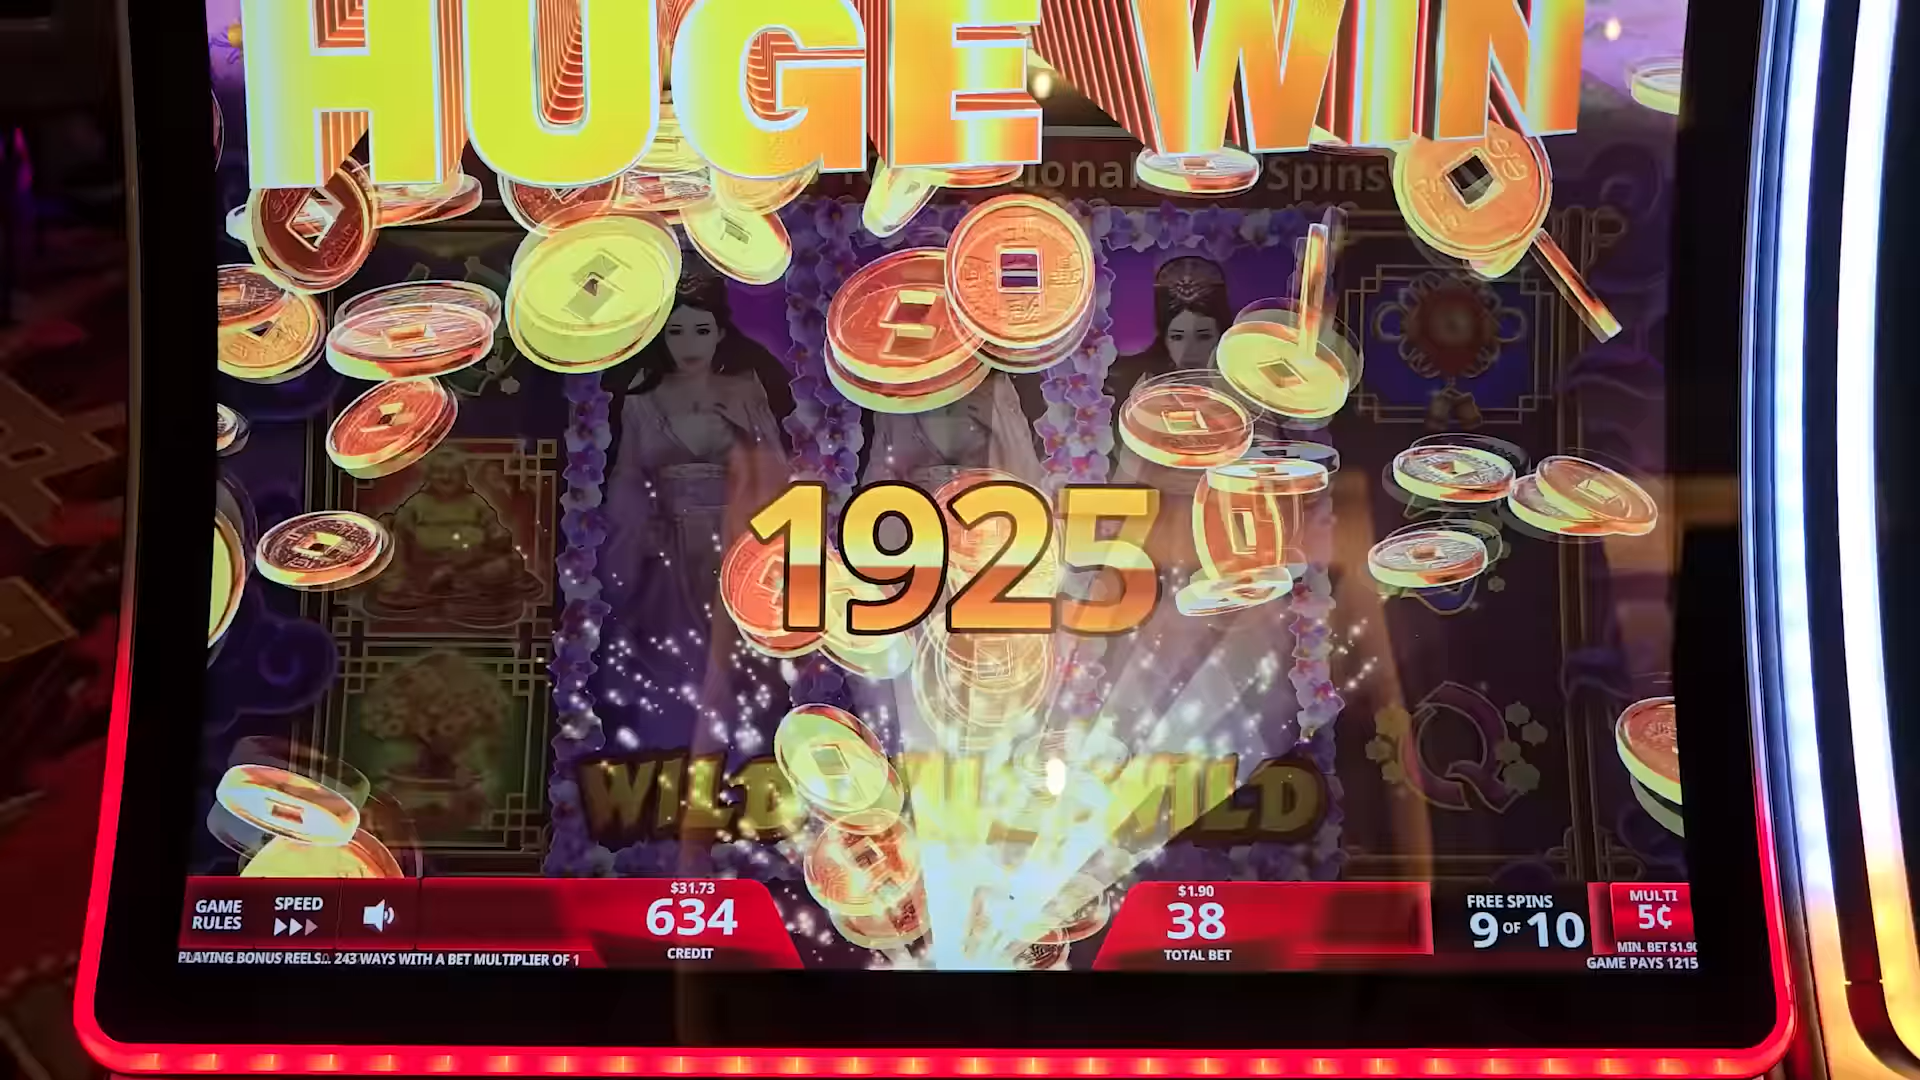 HUGE WIN
Spins
1925
WILD WILD WILD
GAME
RULES
SPEED
$31.73
634
CREDIT
$1.90
38
TOTAL BET
FREE SPINS
9 OF 10
MULTI
5¢
MIN. BET $1.90
PLAYING BONUS REELS... 243 WAYS WITH A BET MULTIPLIER OF 1
GAME PAYS 1215
Q